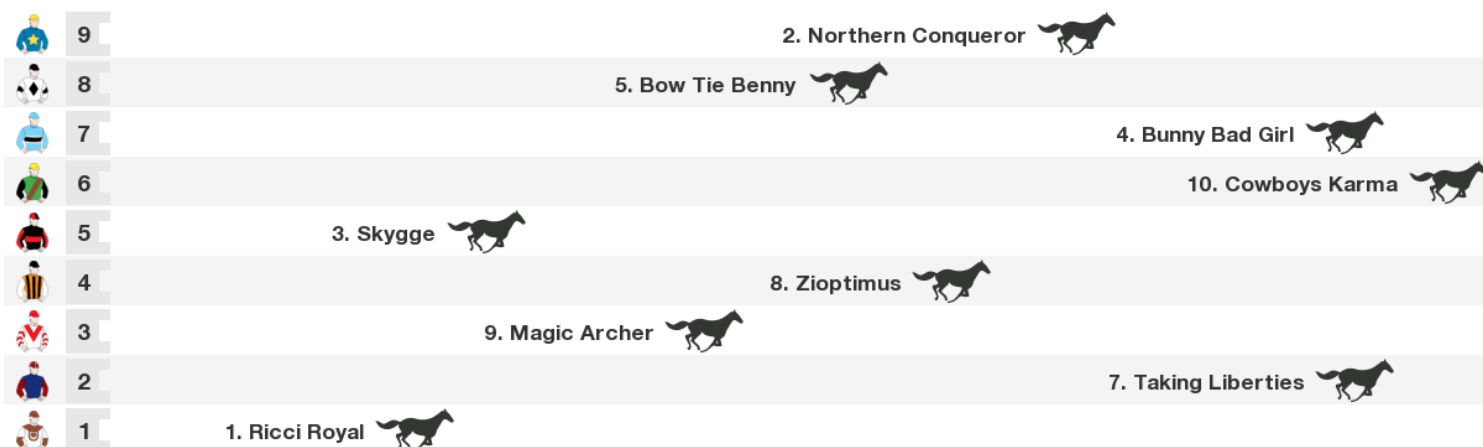 9 2. Northern Conqueror
8 5. Bow Tie Benny
7 4. Bunny Bad Girl
6 10. Cowboys Karma
5 3. Skygge
4 8. Zioptimus
3 9. Magic Archer
2 7. Taking Liberties
1 1. Ricci Royal